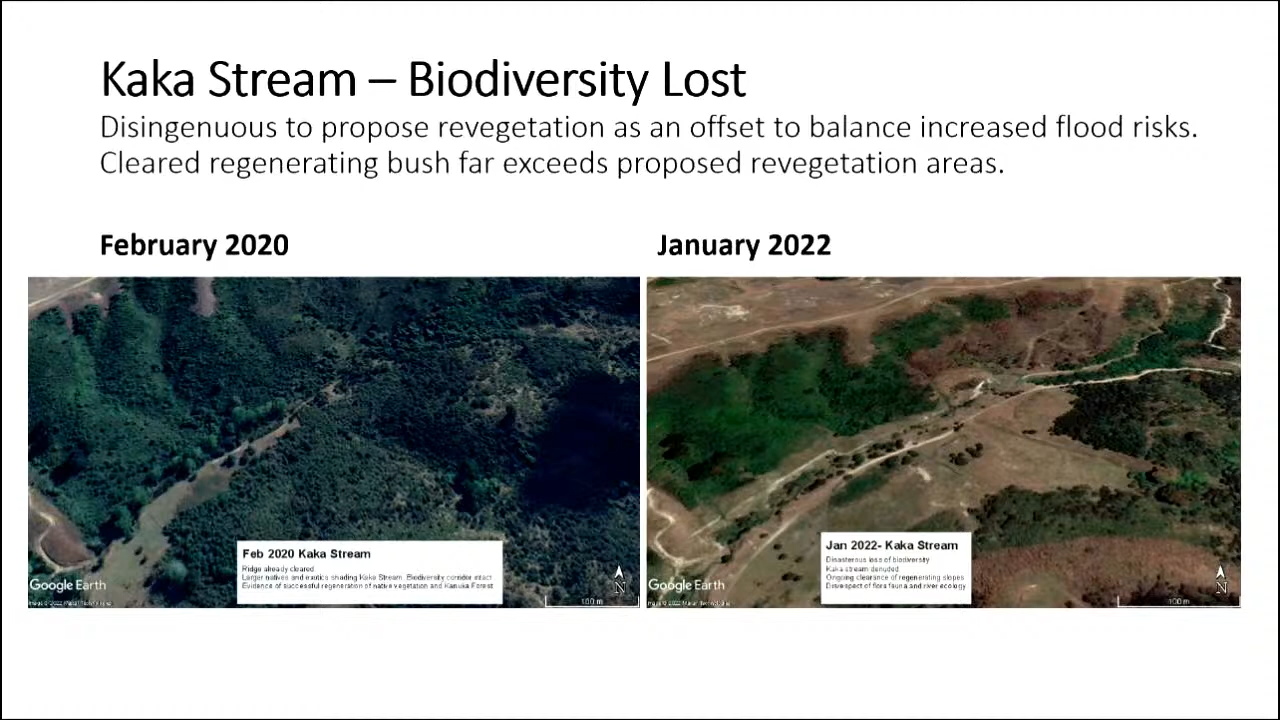 Kaka Stream – Biodiversity Lost
Disingenuous to propose revegetation as an offset to balance increased flood risks.
Cleared regenerating bush far exceeds proposed revegetation areas.
February 2020
January 2022
Feb 2020 Kaka Stream
Ridge already cleared
Larger natives and exotics shading Kaka Stream. Biodiversity corridor intact
Evidence of successful regeneration of native vegetation and Kanuka Forest
Google Earth
N
100 m
Jan 2022- Kaka Stream
Disasterous loss of biodiversity
Kaka stream denuded
Ongoing clearance of regenerating slopes
Disrespect of flora fauna and river ecology
Google Earth
N
100 m